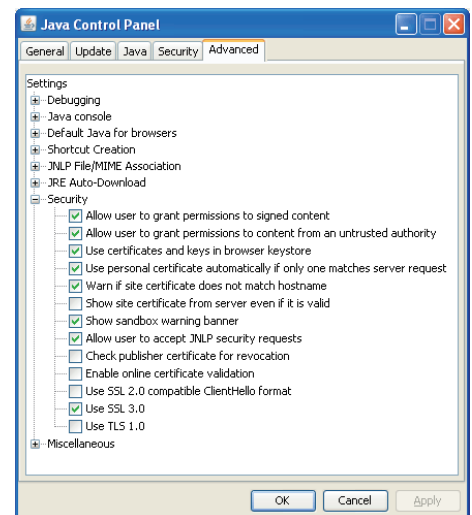 Java Control Panel
General Update Java Security Advanced
Settings
Debugging
Java console
Default Java for browsers
Shortcut Creation
JNLP File/MIME Association
JRE Auto-Download
Security
Allow user to grant permissions to signed content
Allow user to grant permissions to content from an untrusted authority
Use certificates and keys in browser keystore
Use personal certificate automatically if only one matches server request
Warn if site certificate does not match hostname
Show site certificate from server even if it is valid
Show sandbox warning banner
Allow user to accept JNLP security requests
Check publisher certificate for revocation
Enable online certificate validation
Use SSL 2.0 compatible ClientHello format
Use SSL 3.0
Use TLS 1.0
Miscellaneous
OK Cancel Apply